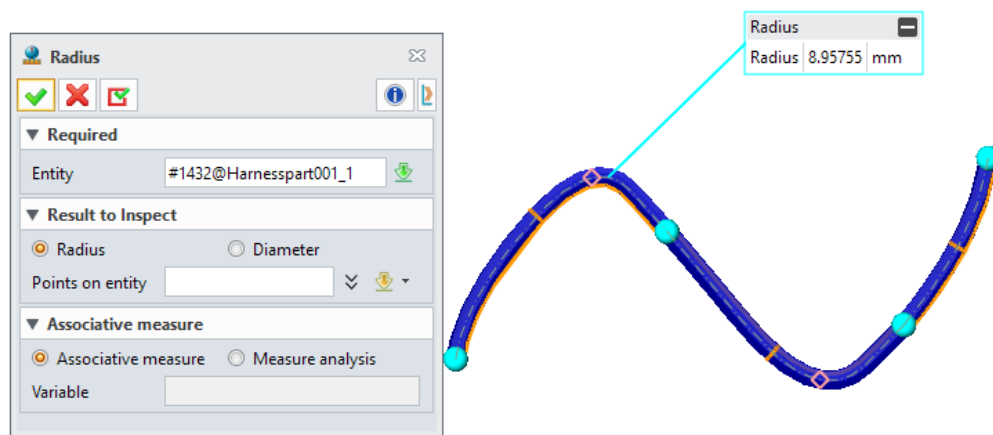 Radius
Required
Entity #1432@Harnesspart001_1
Result to Inspect
Radius Diameter
Points on entity
Associative measure
Associative measure Measure analysis
Variable
Radius
Radius 8.95755 mm